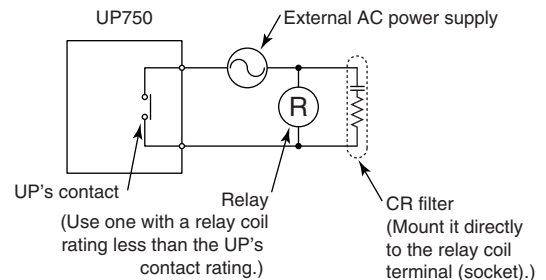 UP750
External AC power supply
R
UP's contact
Relay
(Use one with a relay coil
rating less than the UP's
contact rating.)
CR filter
(Mount it directly
to the relay coil
terminal (socket).)